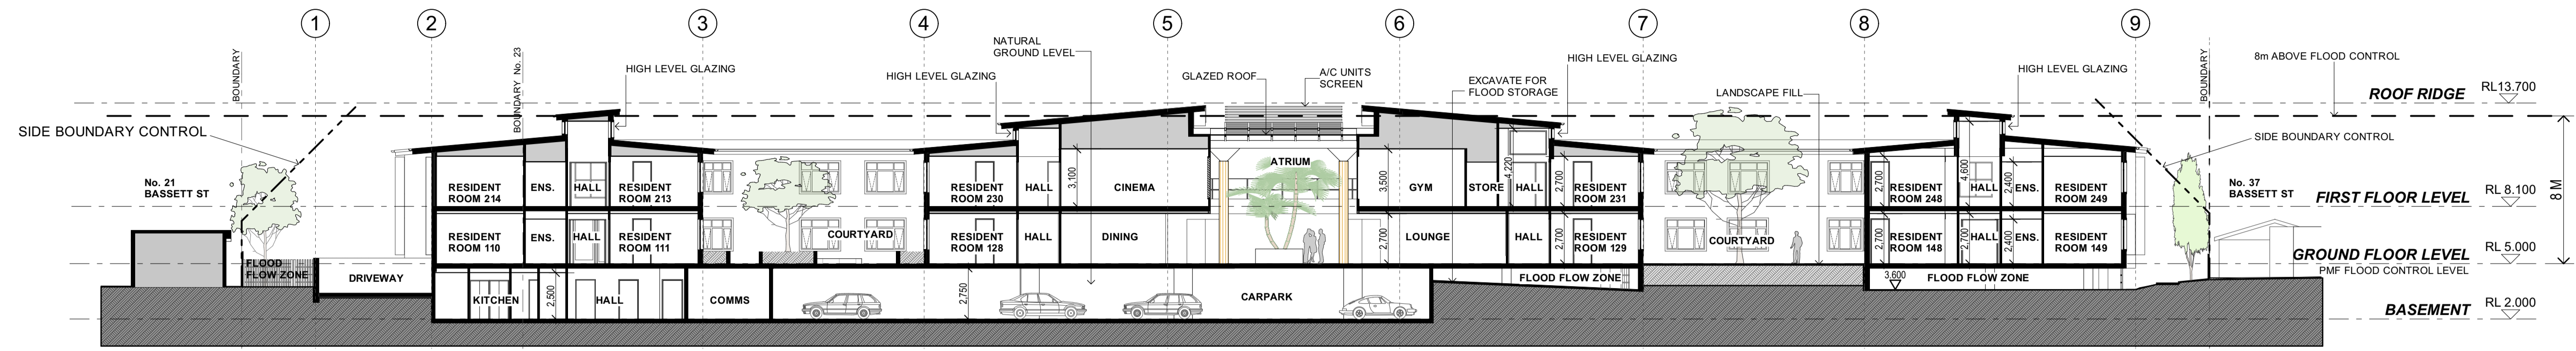 1
2
3
4
5
6
7
8
9
BOUNDARY
BOUNDARY No. 23
NATURAL
GROUND LEVEL
HIGH LEVEL GLAZING
HIGH LEVEL GLAZING
GLAZED ROOF
A/C UNITS
SCREEN
EXCAVATE FOR
FLOOD STORAGE
HIGH LEVEL GLAZING
LANDSCAPE FILL
HIGH LEVEL GLAZING
BOUNDARY
8m ABOVE FLOOD CONTROL
ROOF RIDGE
RL13.700
SIDE BOUNDARY CONTROL
SIDE BOUNDARY CONTROL
No. 21
BASSETT ST
RESIDENT
ROOM 214
ENS.
HALL
RESIDENT
ROOM 213
RESIDENT
ROOM 230
HALL
3,100
CINEMA
ATRIUM
3,500
GYM
STORE
4,220
HALL
2,700
RESIDENT
ROOM 231
2,700
RESIDENT
ROOM 248
4,600
HALL
2,400
ENS.
RESIDENT
ROOM 249
No. 37
BASSETT ST
FIRST FLOOR LEVEL
RL 8.100
8 M
RESIDENT
ROOM 110
ENS.
HALL
RESIDENT
ROOM 111
COURTYARD
RESIDENT
ROOM 128
HALL
DINING
2,700
LOUNGE
HALL
2,700
RESIDENT
ROOM 129
COURTYARD
2,700
RESIDENT
ROOM 148
2,700
HALL
2,400
ENS.
RESIDENT
ROOM 149
GROUND FLOOR LEVEL
RL 5.000
PMF FLOOD CONTROL LEVEL
FLOOD
FLOW ZONE
DRIVEWAY
KITCHEN
2,500
HALL
COMMS
2,750
CARPARK
FLOOD FLOW ZONE
3,600
FLOOD FLOW ZONE
BASEMENT
RL 2.000